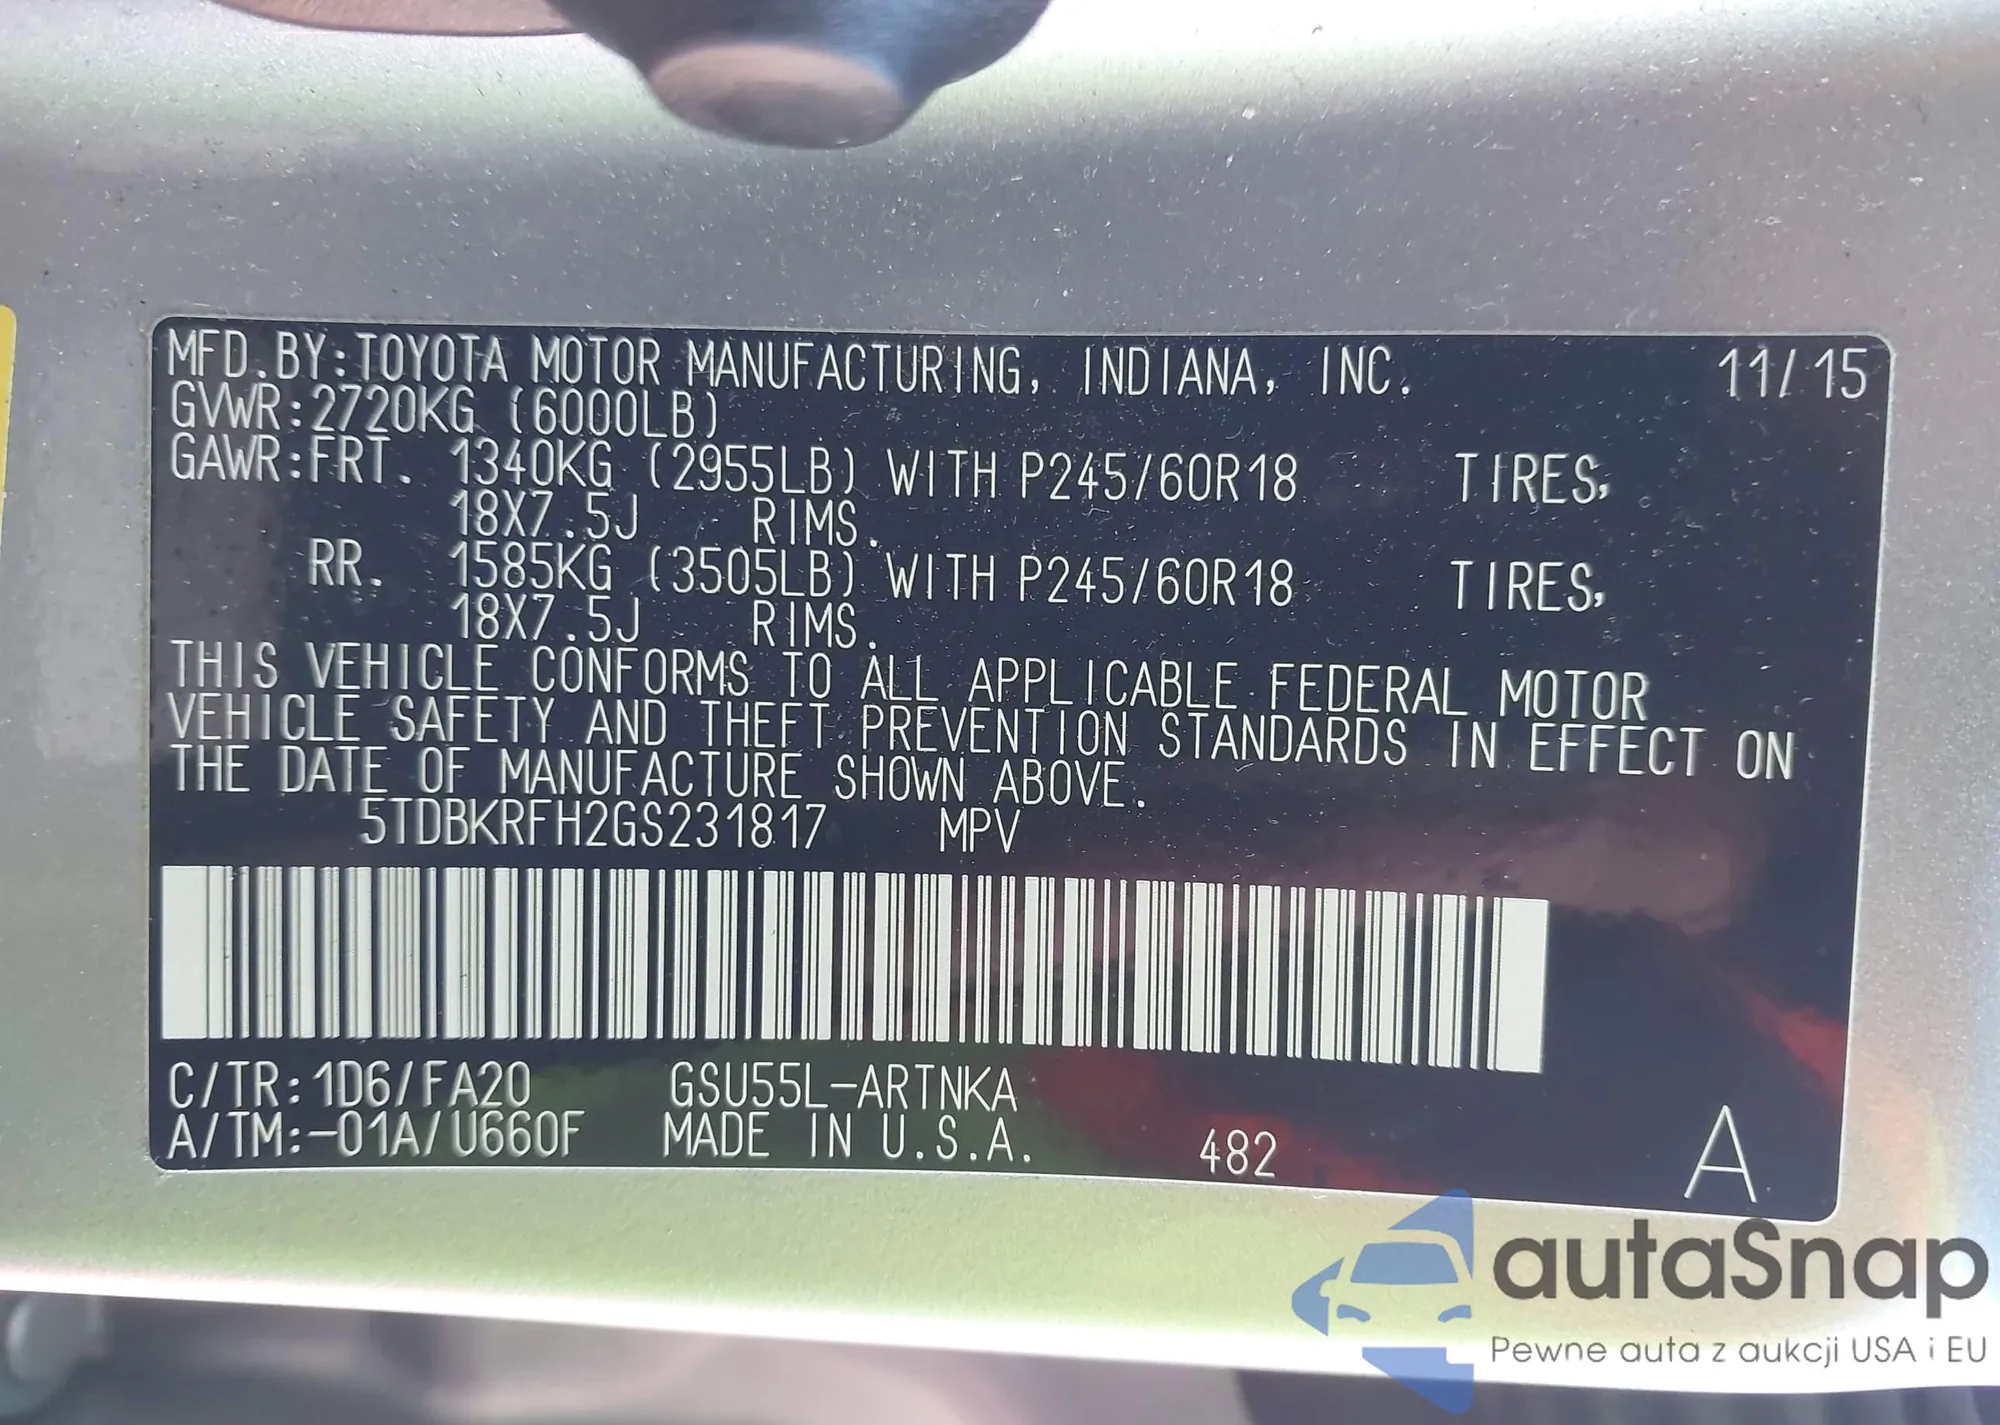 MFD.BY:TOYOTA MOTOR MANUFACTURING, INDIANA, INC. 11/15
GVWR:2720KG (6000LB)
GAWR:FRT. 1340KG (2955LB) WITH P245/60R18 TIRES,
18X7.5J RIMS.
RR. 1585KG (3505LB) WITH P245/60R18 TIRES,
18X7.5J RIMS.
THIS VEHICLE CONFORMS TO ALL APPLICABLE FEDERAL MOTOR
VEHICLE SAFETY AND THEFT PREVENTION STANDARDS IN EFFECT ON
THE DATE OF MANUFACTURE SHOWN ABOVE.
5TDBKRFH2GS231817 MPV
C/TR:1D6/FA20 GSU55L-ARTNKA
A/TM:-01A/U660F MADE IN U.S.A. 482 A
autaSnap
Pewne auta z aukcji USA i EU